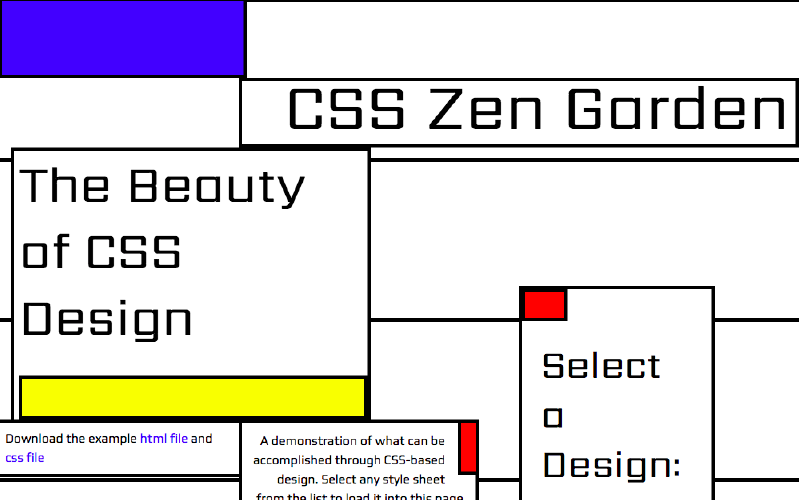 CSS Zen Garden
The Beauty
of CSS
Design
Select
a
Design:
Download the example html file and
css file
A demonstration of what can be
accomplished through CSS-based
design. Select any style sheet
from the list to load it into this page